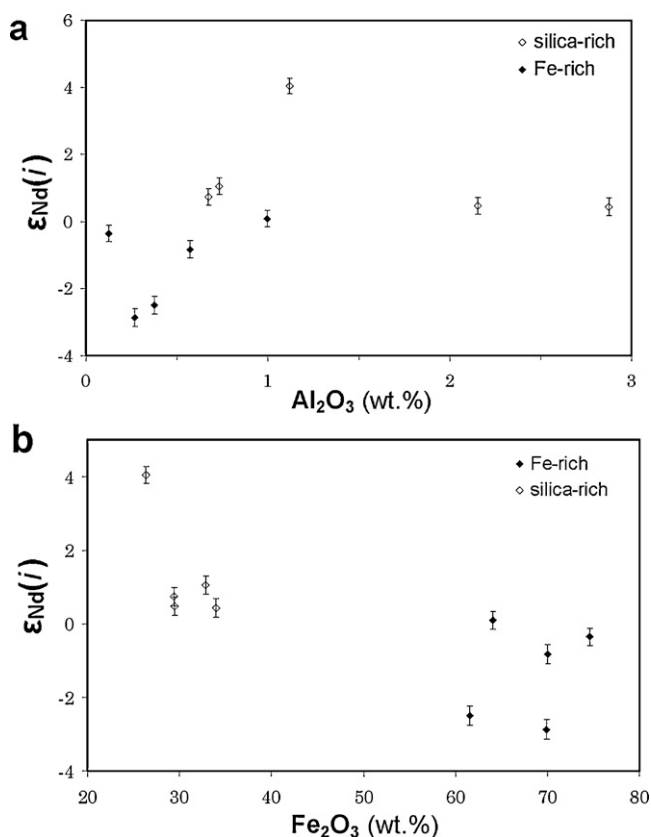 a
6
4
2
0
-2
-4
εNd(i)
silica-rich
Fe-rich
0 1 2 3
Al₂O₃ (wt.%)
b
4
2
0
-2
-4
εNd(i)
Fe-rich
silica-rich
20 30 40 50 60 70 80
Fe₂O₃ (wt.%)